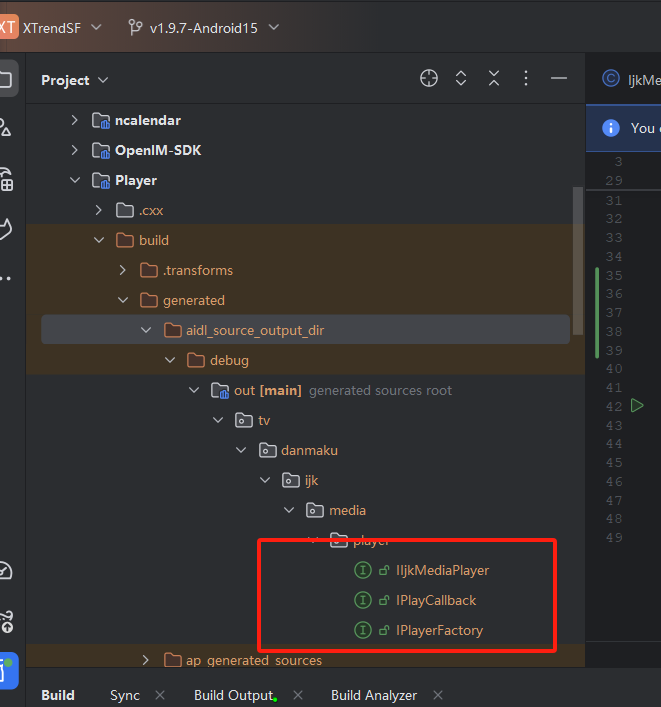 XT XTrendSF v1.9.7-Android15
Project
IjkMe
ncalendar
You
OpenIM-SDK
3
Player
29
.cxx
31
32
build
33
34
.transforms
35
generated
36
37
aidl_source_output_dir
38
39
debug
40
out [main] generated sources root
41
42
tv
43
44
danmaku
45
ijk
46
47
media
48
player
49
I IIjkMediaPlayer
I IPlayCallback
I IPlayerFactory
ap_generated_sources
Build Sync Build Output Build Analyzer